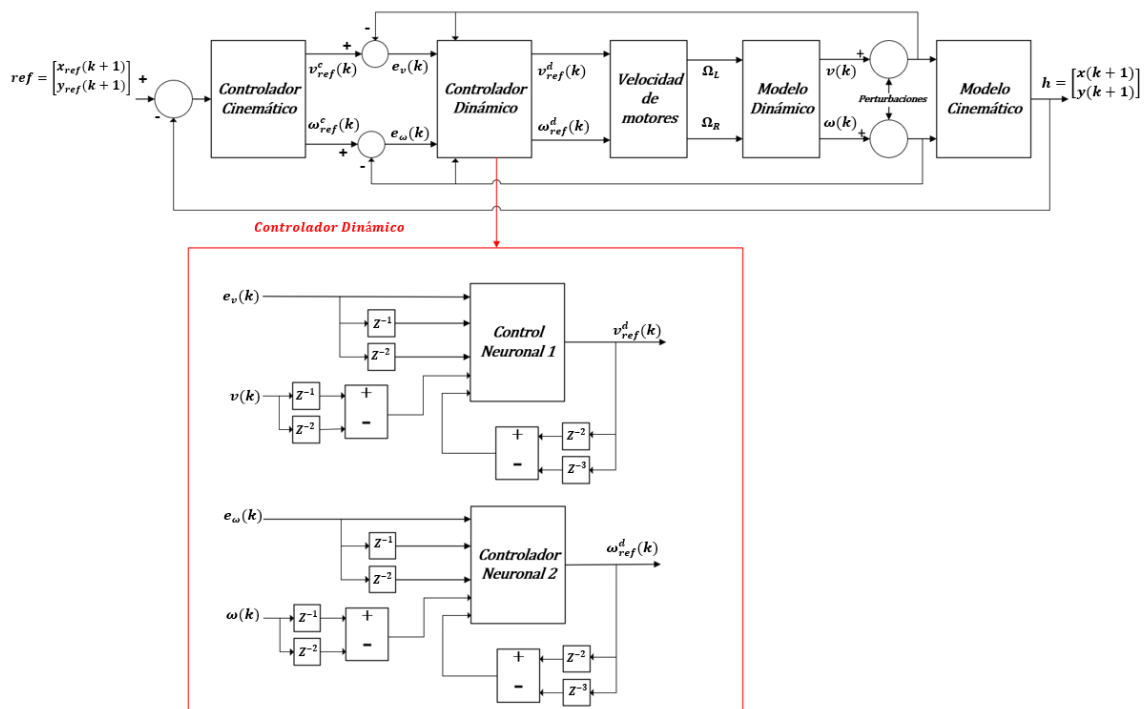 ref = [x_ref(k + 1)
y_ref(k + 1)]
+
-
Controlador
Cinemático
v^c_ref(k)
ω^c_ref(k)
+
-
+
-
e_v(k)
e_ω(k)
Controlador
Dinámico
v^d_ref(k)
ω^d_ref(k)
Velocidad
de
motores
Ω_L
Ω_R
Modelo
Dinámico
v(k)
ω(k)
+
+
Perturbaciones
Modelo
Cinemático
h = [x(k + 1)
y(k + 1)]
Controlador Dinámico
e_v(k)
Z^-1
Z^-2
v(k)
Z^-1
Z^-2
+
-
Control
Neuronal 1
v^d_ref(k)
+
-
Z^-2
Z^-3
e_ω(k)
Z^-1
Z^-2
ω(k)
Z^-1
Z^-2
+
-
Controlador
Neuronal 2
ω^d_ref(k)
+
-
Z^-2
Z^-3